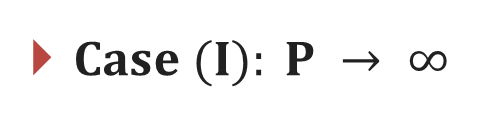 Case (I): P → ∞